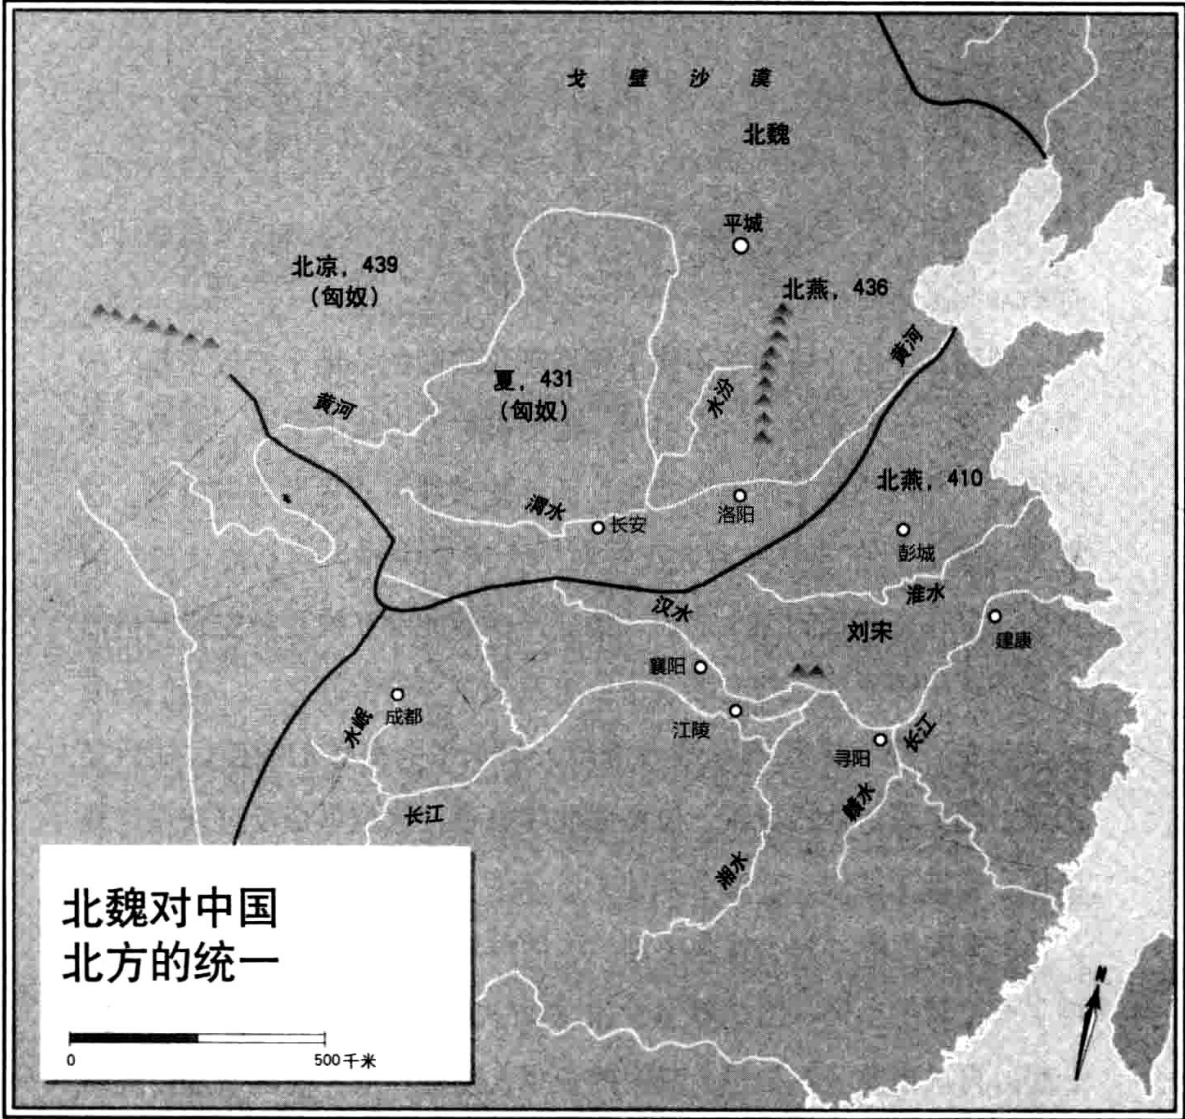 戈壁沙漠
北魏
平城
北凉，439
（匈奴）
北燕，436
黄河
夏，431
（匈奴）
黄河
水汾
北燕，410
渭水
长安
洛阳
彭城
淮水
汉水
刘宋
建康
襄阳
成都
水岷
江陵
寻阳
长江
长江
赣水
湘水
北魏对中国
北方的统一
0
500千米
N